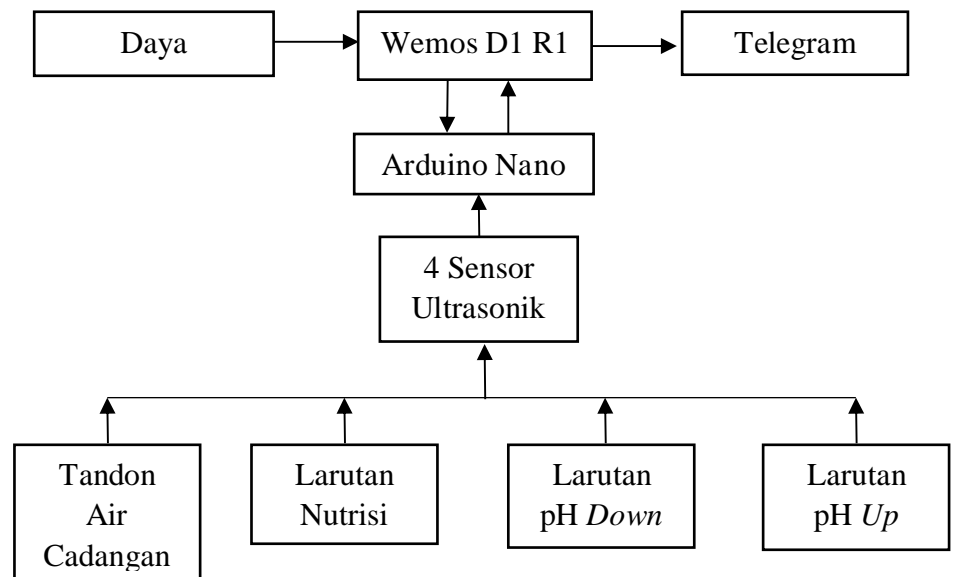 Daya
Wemos D1 R1
Telegram
Arduino Nano
4 Sensor
Ultrasonik
Tandon
Air
Cadangan
Larutan
Nutrisi
Larutan
pH Down
Larutan
pH Up